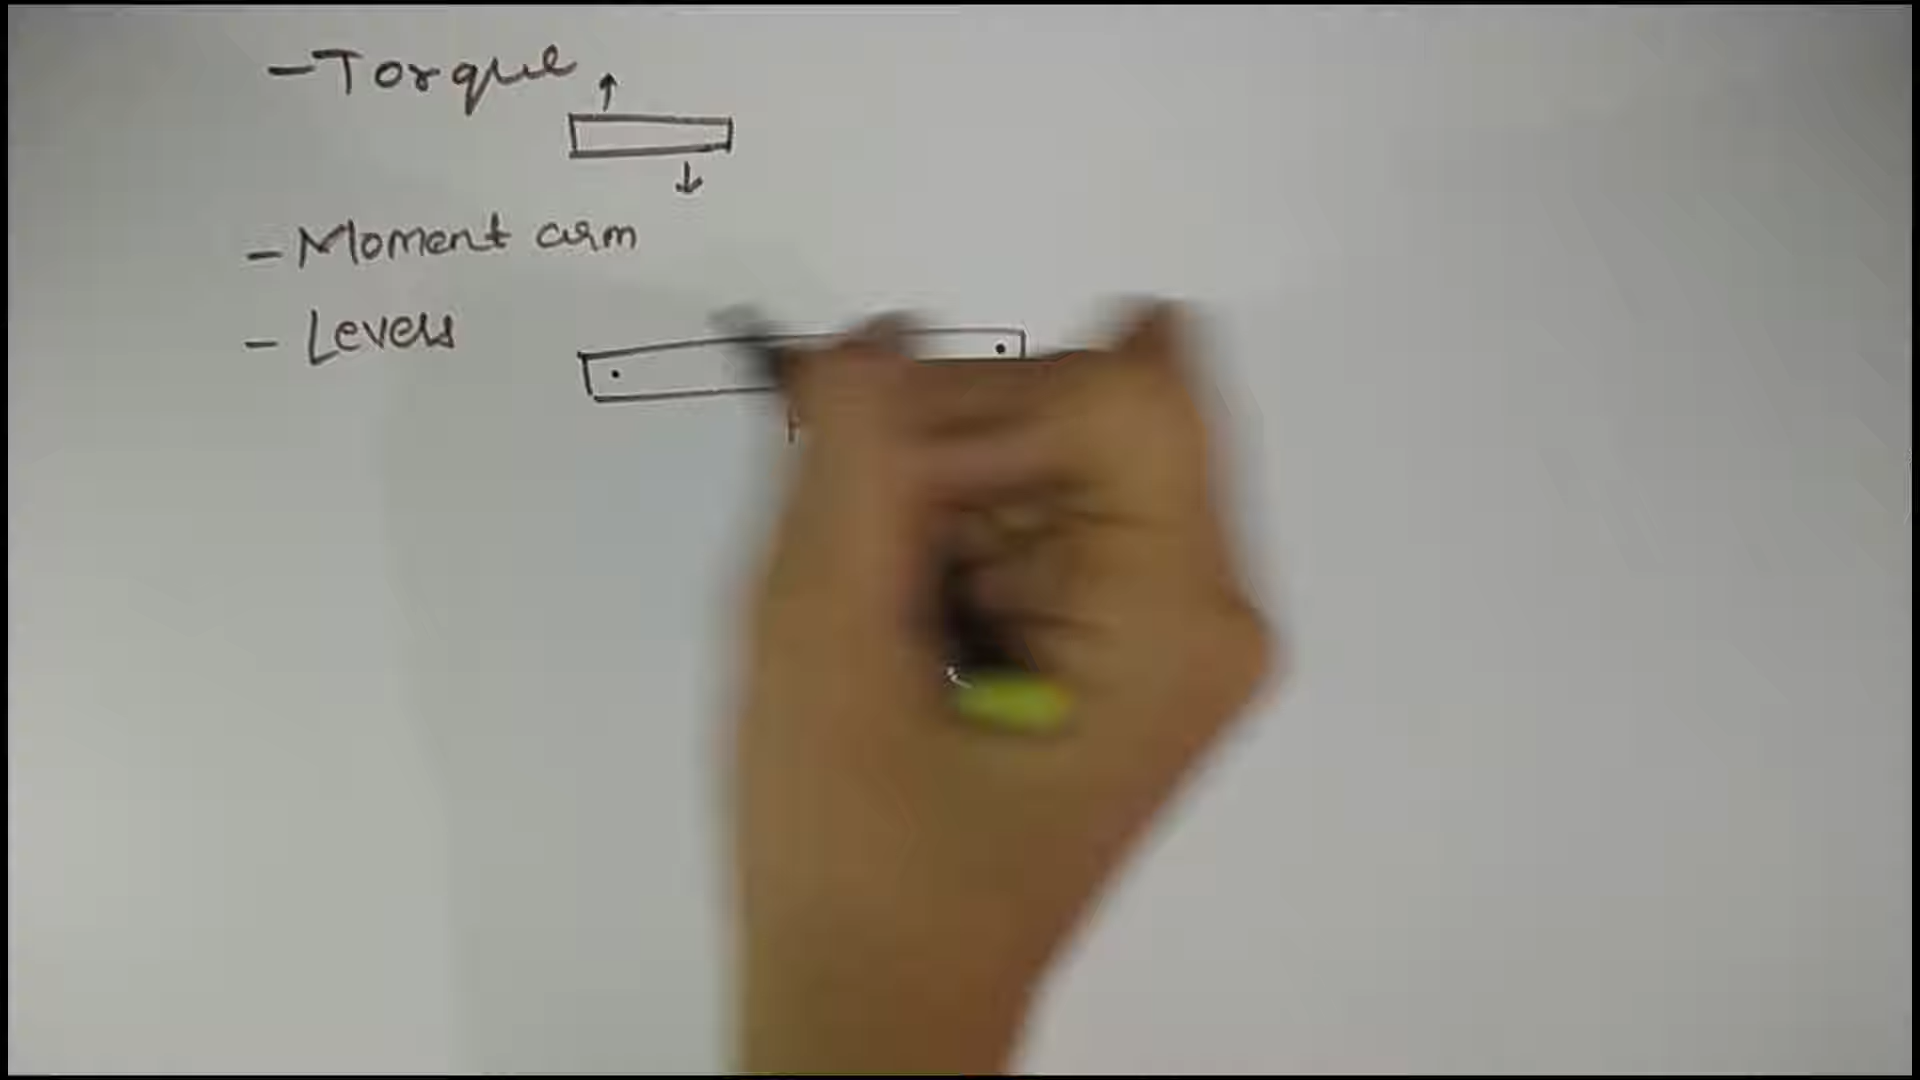 - Torque
- Moment arm
- Levers